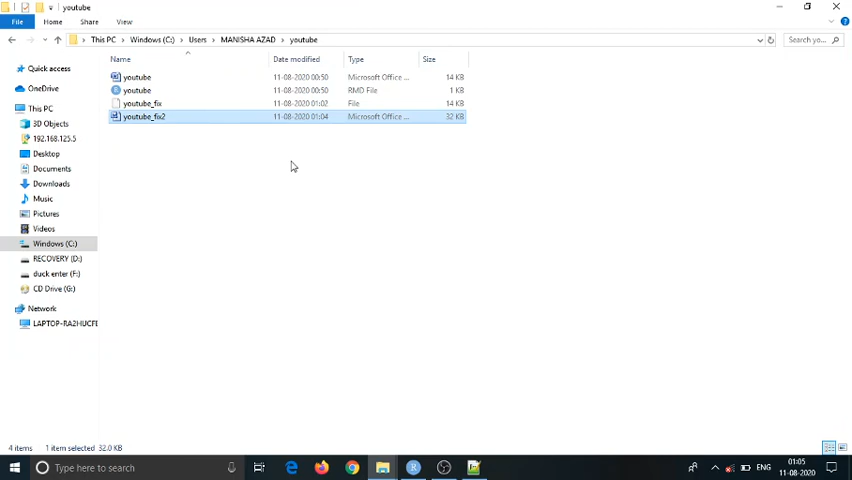 youtube
File Home Share View
This PC Windows (C:) Users MANISHA AZAD youtube
Search yo...
Name Date modified Type Size
youtube 11-08-2020 00:50 Microsoft Office ... 14 KB
youtube 11-08-2020 00:50 RMD File 1 KB
youtube_fix 11-08-2020 01:02 File 14 KB
youtube_fix2 11-08-2020 01:04 Microsoft Office ... 32 KB
Quick access
OneDrive
This PC
3D Objects
192.168.125.5
Desktop
Documents
Downloads
Music
Pictures
Videos
Windows (C:)
RECOVERY (D:)
duck enter (F:)
CD Drive (G:)
Network
LAPTOP-RA2HUCFI
4 items 1 item selected 32.0 KB
Type here to search
ENG
01:05
11-08-2020